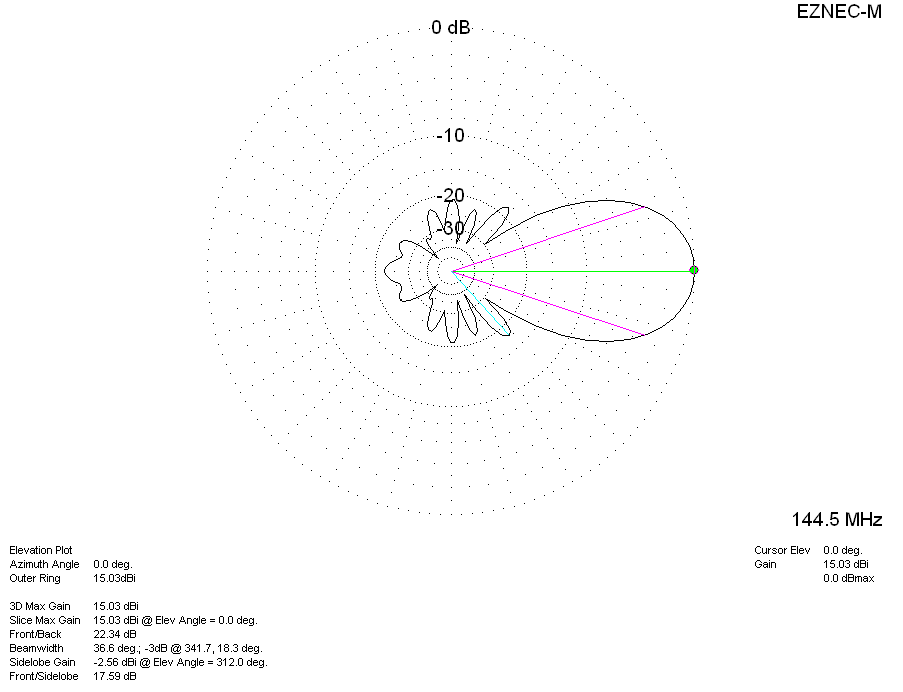 EZNEC-M
0 dB
-10
-20
-30
144.5 MHz
Elevation Plot
Azimuth Angle 0.0 deg.
Outer Ring 15.03dBi
3D Max Gain 15.03 dBi
Slice Max Gain 15.03 dBi @ Elev Angle = 0.0 deg.
Front/Back 22.34 dB
Beamwidth 36.6 deg.; -3dB @ 341.7, 18.3 deg.
Sidelobe Gain -2.56 dBi @ Elev Angle = 312.0 deg.
Front/Sidelobe 17.59 dB
Cursor Elev 0.0 deg.
Gain 15.03 dBi
0.0 dBmax